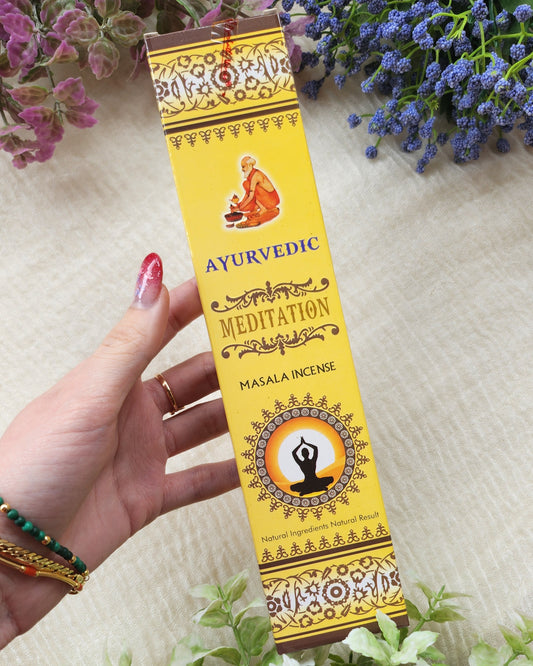 AYURVEDIC
MEDITATION
MASALA INCENSE
Natural Ingredients Natural Result